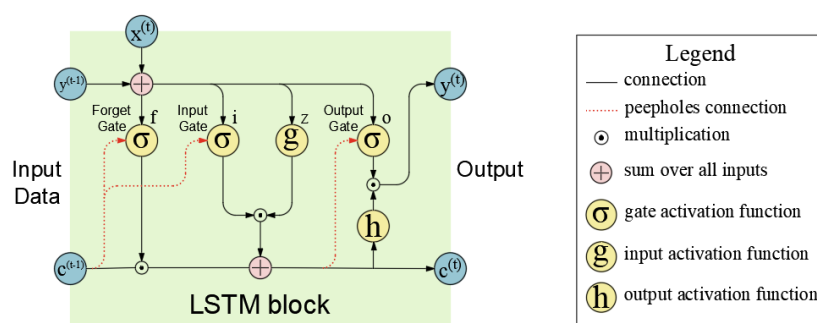 x(t)
y(t-1)
y(t)
Forget Gate f
Input Gate i
z
Output Gate o
σ
σ
g
σ
Input Data
Output
h
c(t-1)
c(t)
LSTM block
Legend
connection
peepholes connection
multiplication
sum over all inputs
σ gate activation function
g input activation function
h output activation function